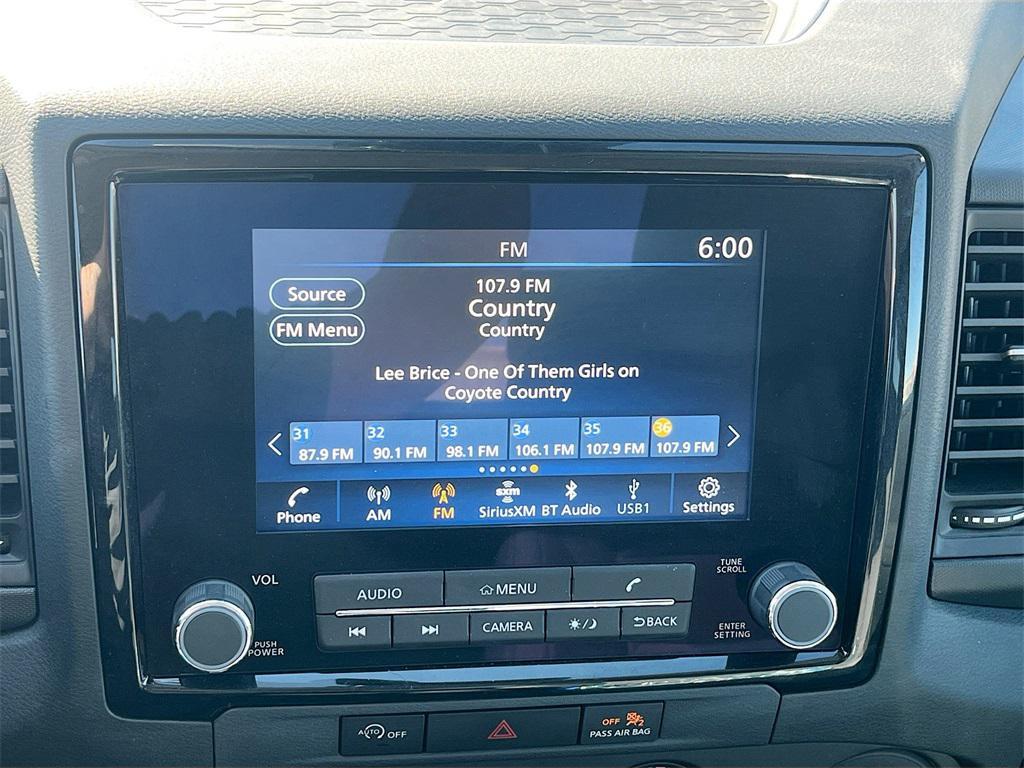 FM 6:00
Source
FM Menu
107.9 FM
Country
Country
Lee Brice - One Of Them Girls on
Coyote Country
31 32 33 34 35 36
87.9 FM 90.1 FM 98.1 FM 106.1 FM 107.9 FM 107.9 FM
Phone AM FM sxm SiriusXM BT Audio USB1 Settings
VOL
PUSH
POWER
AUDIO MENU
CAMERA BACK
TUNE
SCROLL
ENTER
SETTING
AUTO OFF
OFF 2
PASS AIR BAG